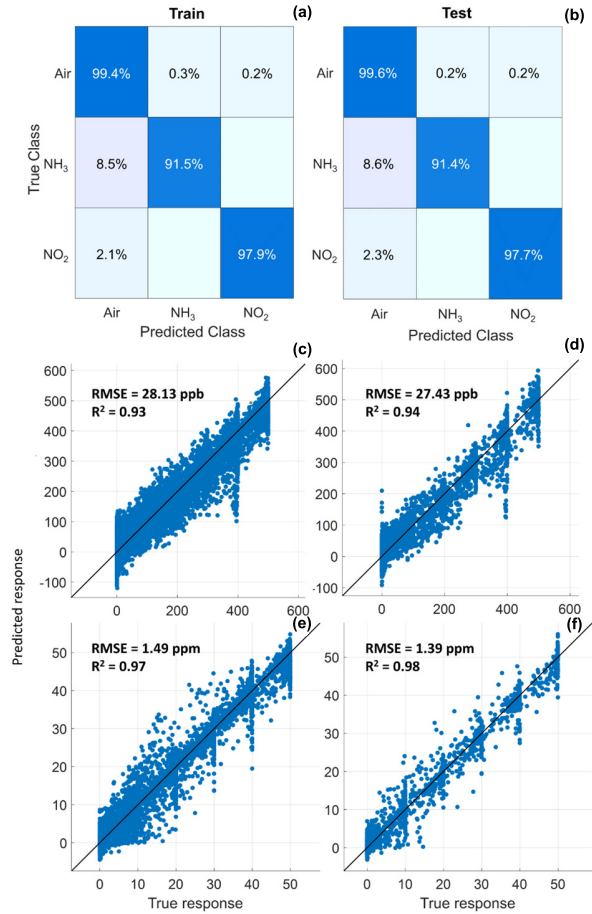 Train
(a)
Test
(b)
True Class
Air
99.4%
0.3%
0.2%
NH₃
8.5%
91.5%
NO₂
2.1%
97.9%
Air
NH₃
NO₂
Predicted Class
Air
99.6%
0.2%
0.2%
NH₃
8.6%
91.4%
NO₂
2.3%
97.7%
Air
NH₃
NO₂
Predicted Class
Predicted response
(c)
RMSE = 28.13 ppb
R² = 0.93
600
500
400
300
200
100
0
-100
0
200
400
600
(d)
RMSE = 27.43 ppb
R² = 0.94
600
500
400
300
200
100
0
-100
0
200
400
600
(e)
RMSE = 1.49 ppm
R² = 0.97
50
40
30
20
10
0
0
10
20
30
40
50
True response
(f)
RMSE = 1.39 ppm
R² = 0.98
50
40
30
20
10
0
0
10
20
30
40
50
True response